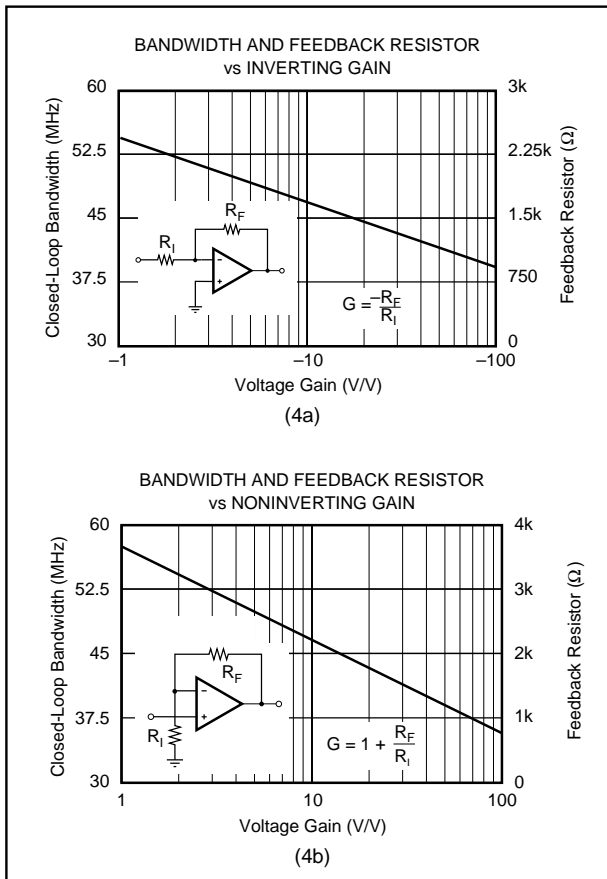 BANDWIDTH AND FEEDBACK RESISTOR
vs INVERTING GAIN
60
52.5
45
37.5
30
Closed-Loop Bandwidth (MHz)
3k
2.25k
1.5k
750
0
Feedback Resistor (Ω)
R_I
R_F
–
+
G = –R_F / R_I
–1
–10
–100
Voltage Gain (V/V)
(4a)
BANDWIDTH AND FEEDBACK RESISTOR
vs NONINVERTING GAIN
60
52.5
45
37.5
30
Closed-Loop Bandwidth (MHz)
4k
3k
2k
1k
0
Feedback Resistor (Ω)
R_F
R_I
–
+
G = 1 + R_F / R_I
1
10
100
Voltage Gain (V/V)
(4b)